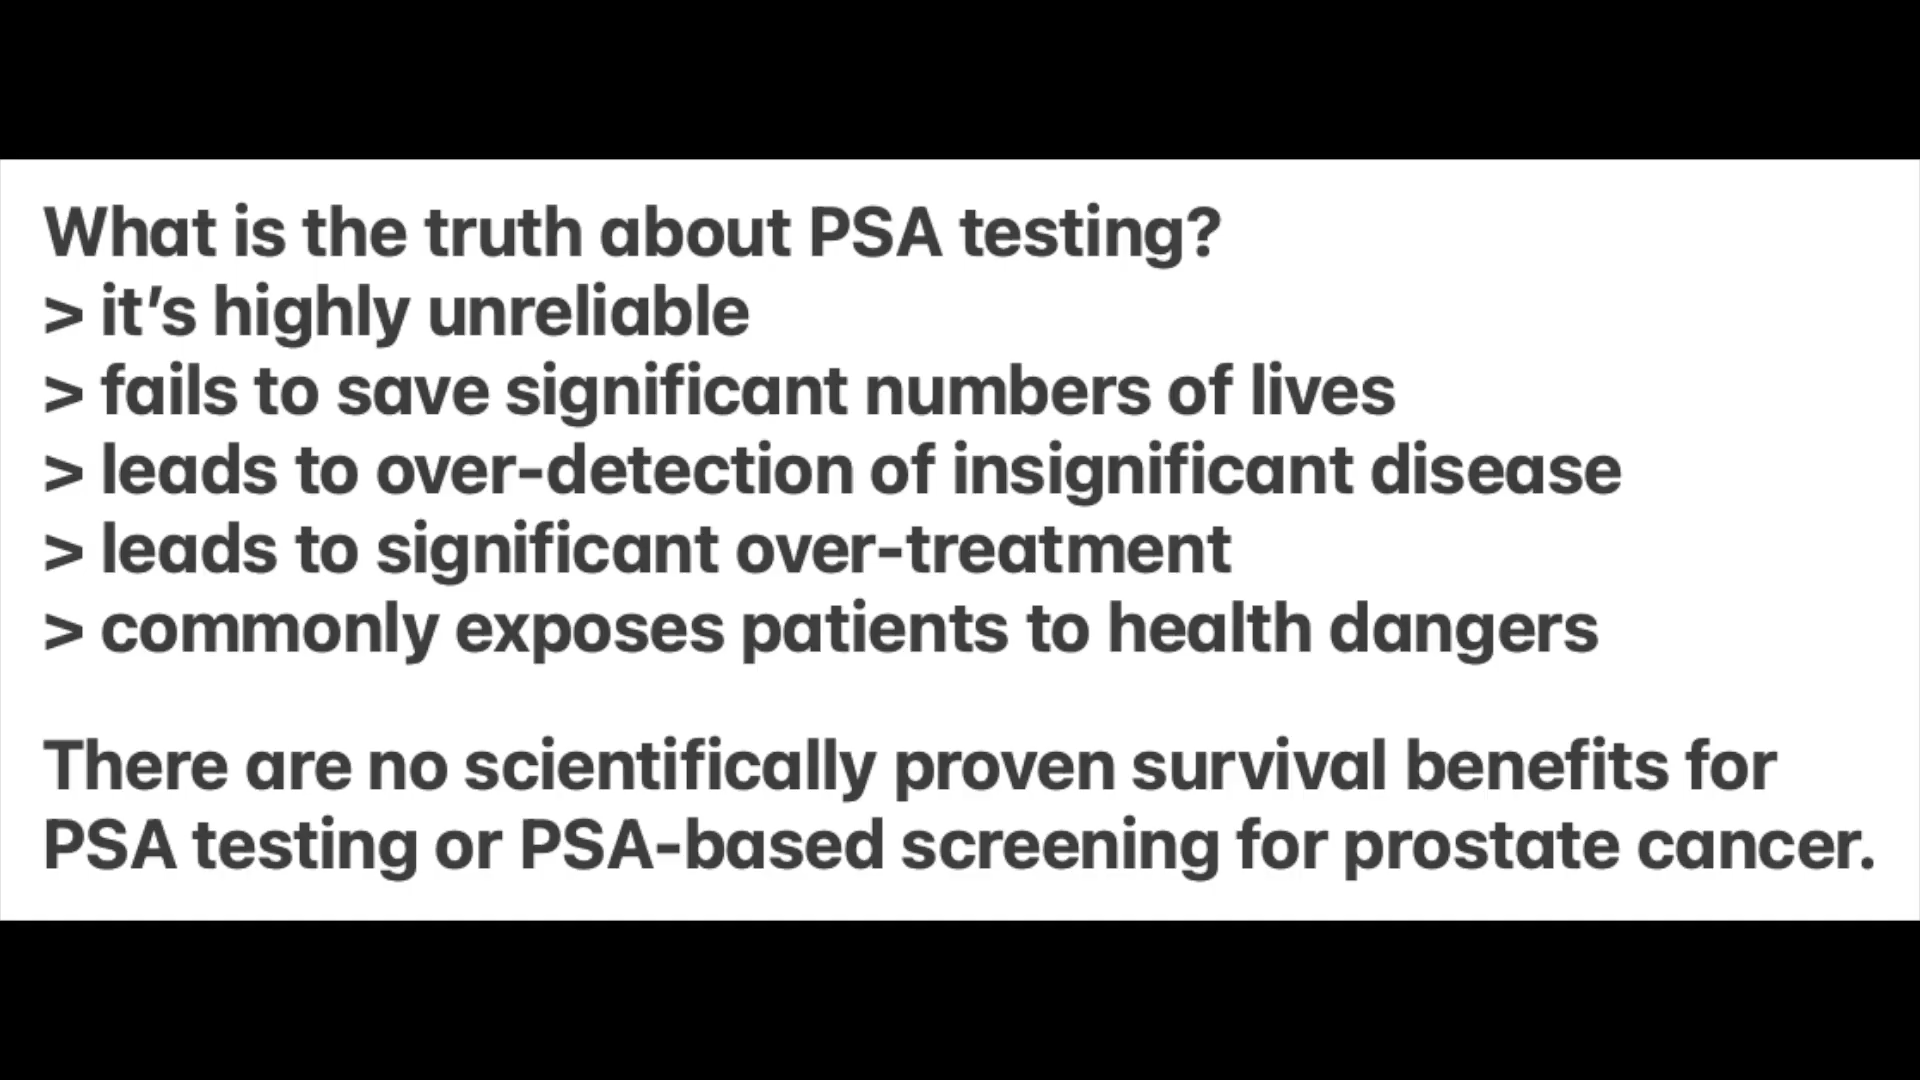 What is the truth about PSA testing?
> it’s highly unreliable
> fails to save significant numbers of lives
> leads to over-detection of insignificant disease
> leads to significant over-treatment
> commonly exposes patients to health dangers
There are no scientifically proven survival benefits for
PSA testing or PSA-based screening for prostate cancer.